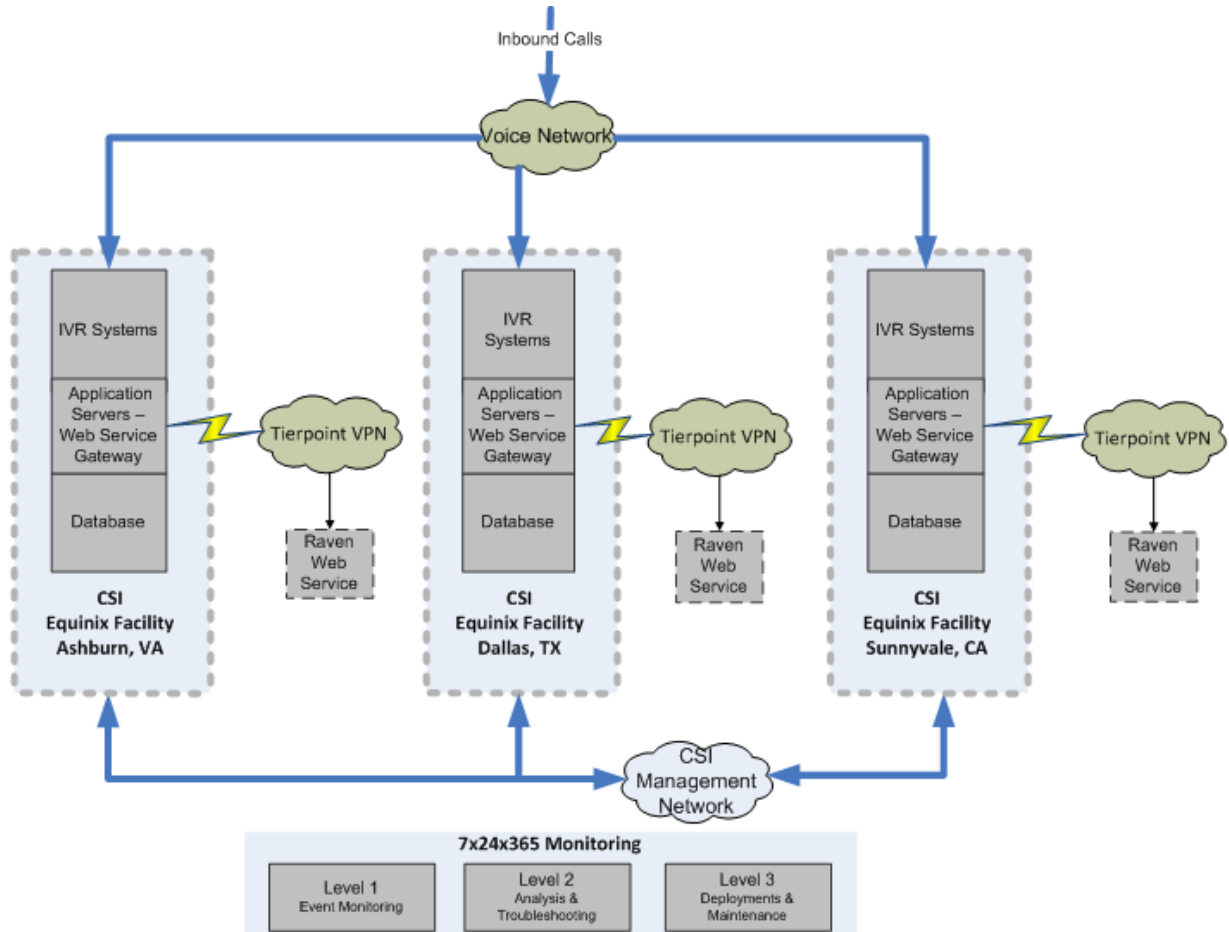 Inbound Calls
Voice Network
IVR Systems
Application
Servers –
Web Service
Gateway
Database
CSI
Equinix Facility
Ashburn, VA
Tierpoint VPN
Raven
Web
Service
IVR
Systems
Application
Servers –
Web Service
Gateway
Database
CSI
Equinix Facility
Dallas, TX
Tierpoint VPN
Raven
Web
Service
IVR Systems
Application
Servers –
Web Service
Gateway
Database
CSI
Equinix Facility
Sunnyvale, CA
Tierpoint VPN
Raven
Web
Service
CSI
Management
Network
7x24x365 Monitoring
Level 1
Event Monitoring
Level 2
Analysis &
Troubleshooting
Level 3
Deployments &
Maintenance